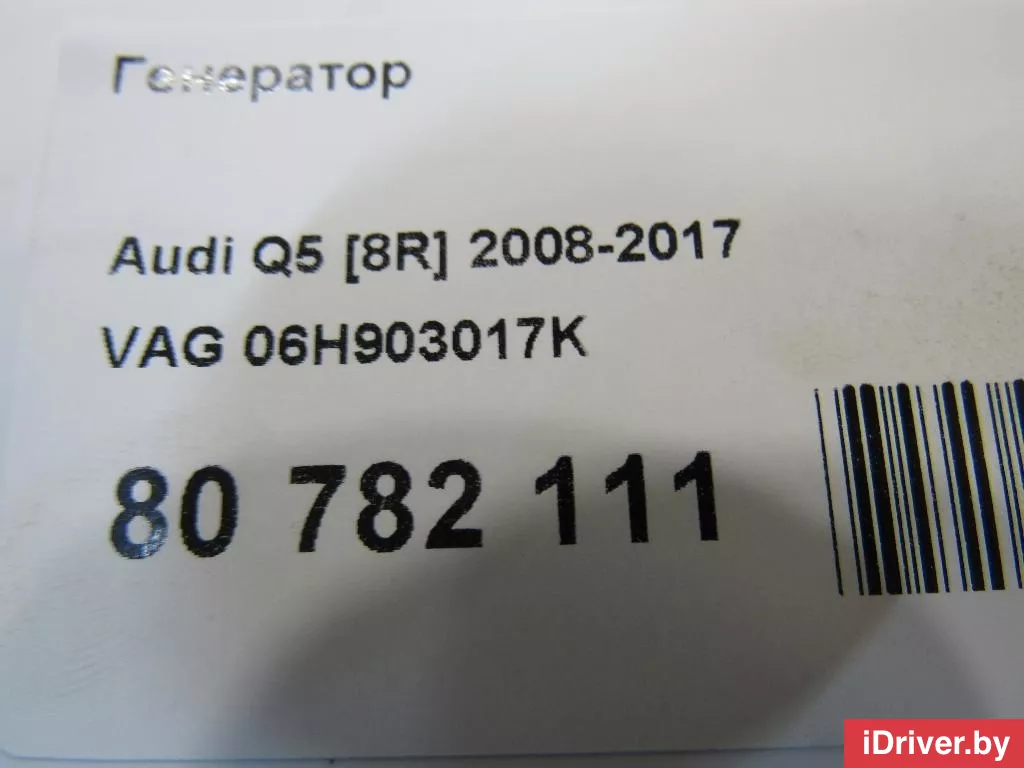 Генератор
Audi Q5 [8R] 2008-2017
VAG 06H903017K
80 782 111
iDriver.by